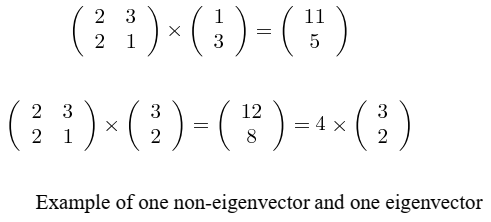 ( 2 3 ) × ( 1 ) = ( 11 )
( 2 1 ) ( 3 ) ( 5 )
( 2 3 ) × ( 3 ) = ( 12 ) = 4 × ( 3 )
( 2 1 ) ( 2 ) ( 8 ) ( 2 )
Example of one non-eigenvector and one eigenvector